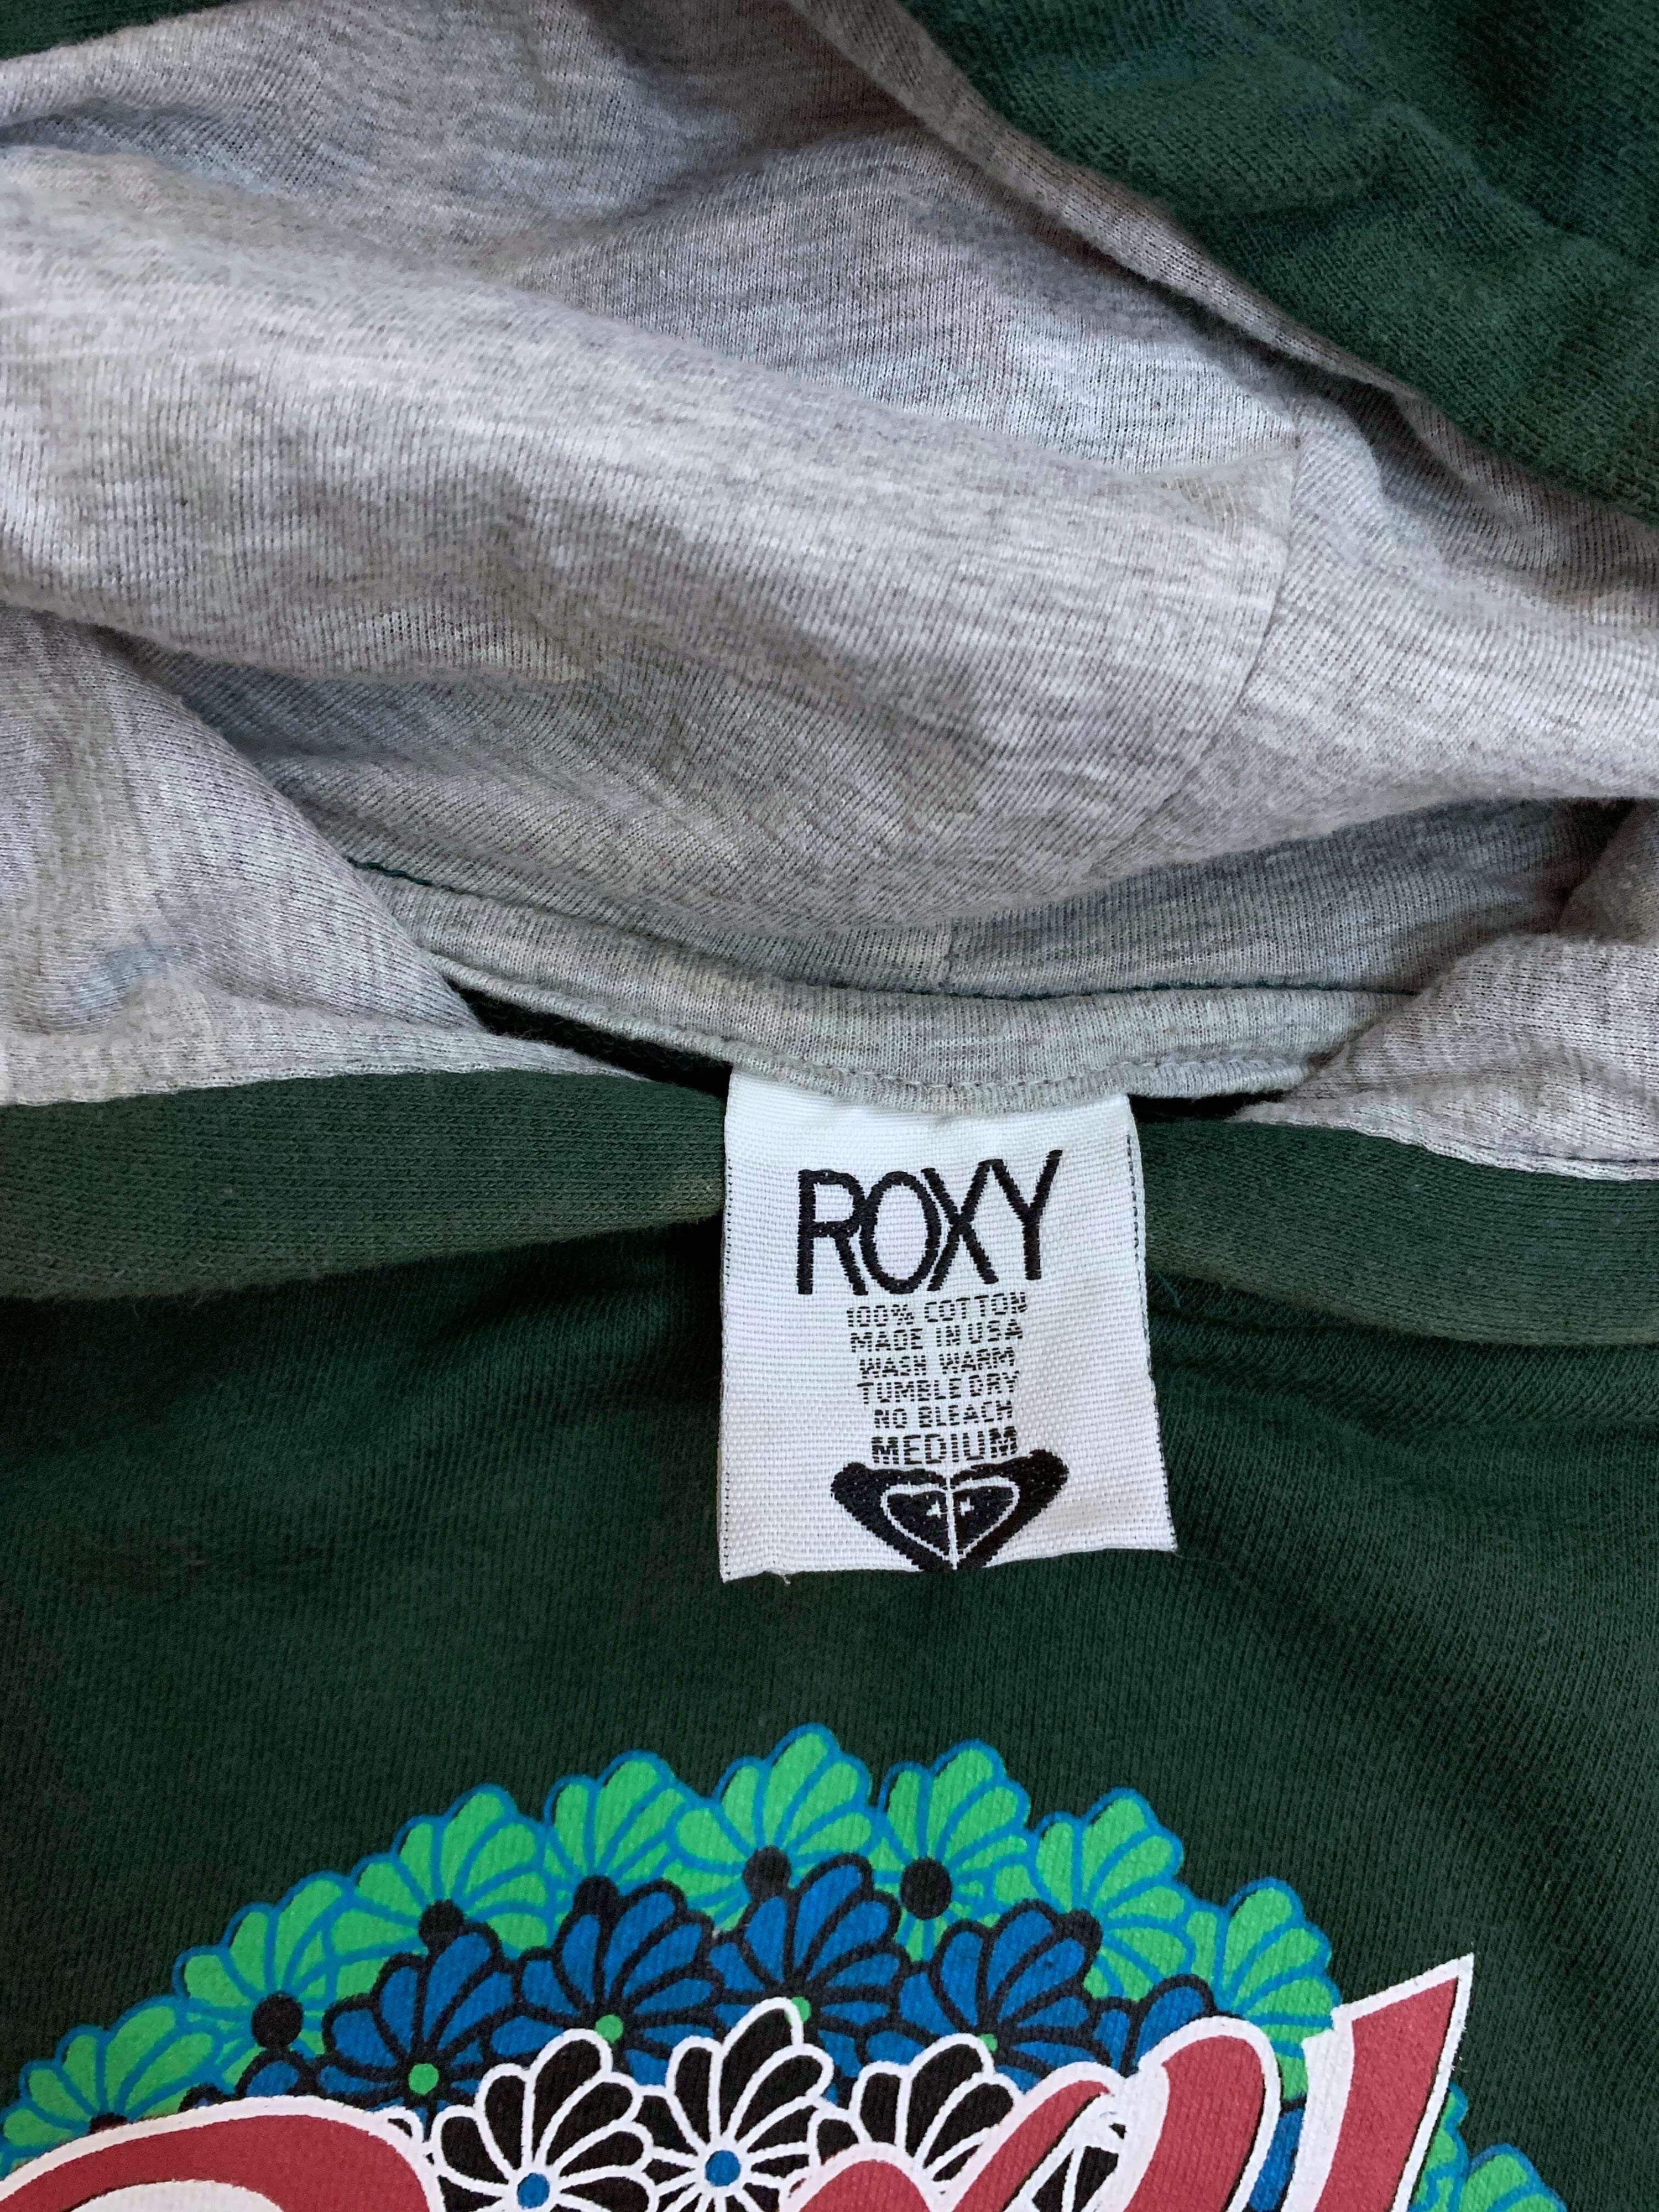 ROXY
100% COTTON
MADE IN USA
WASH WARM
TUMBLE DRY
NO BLEACH
MEDIUM